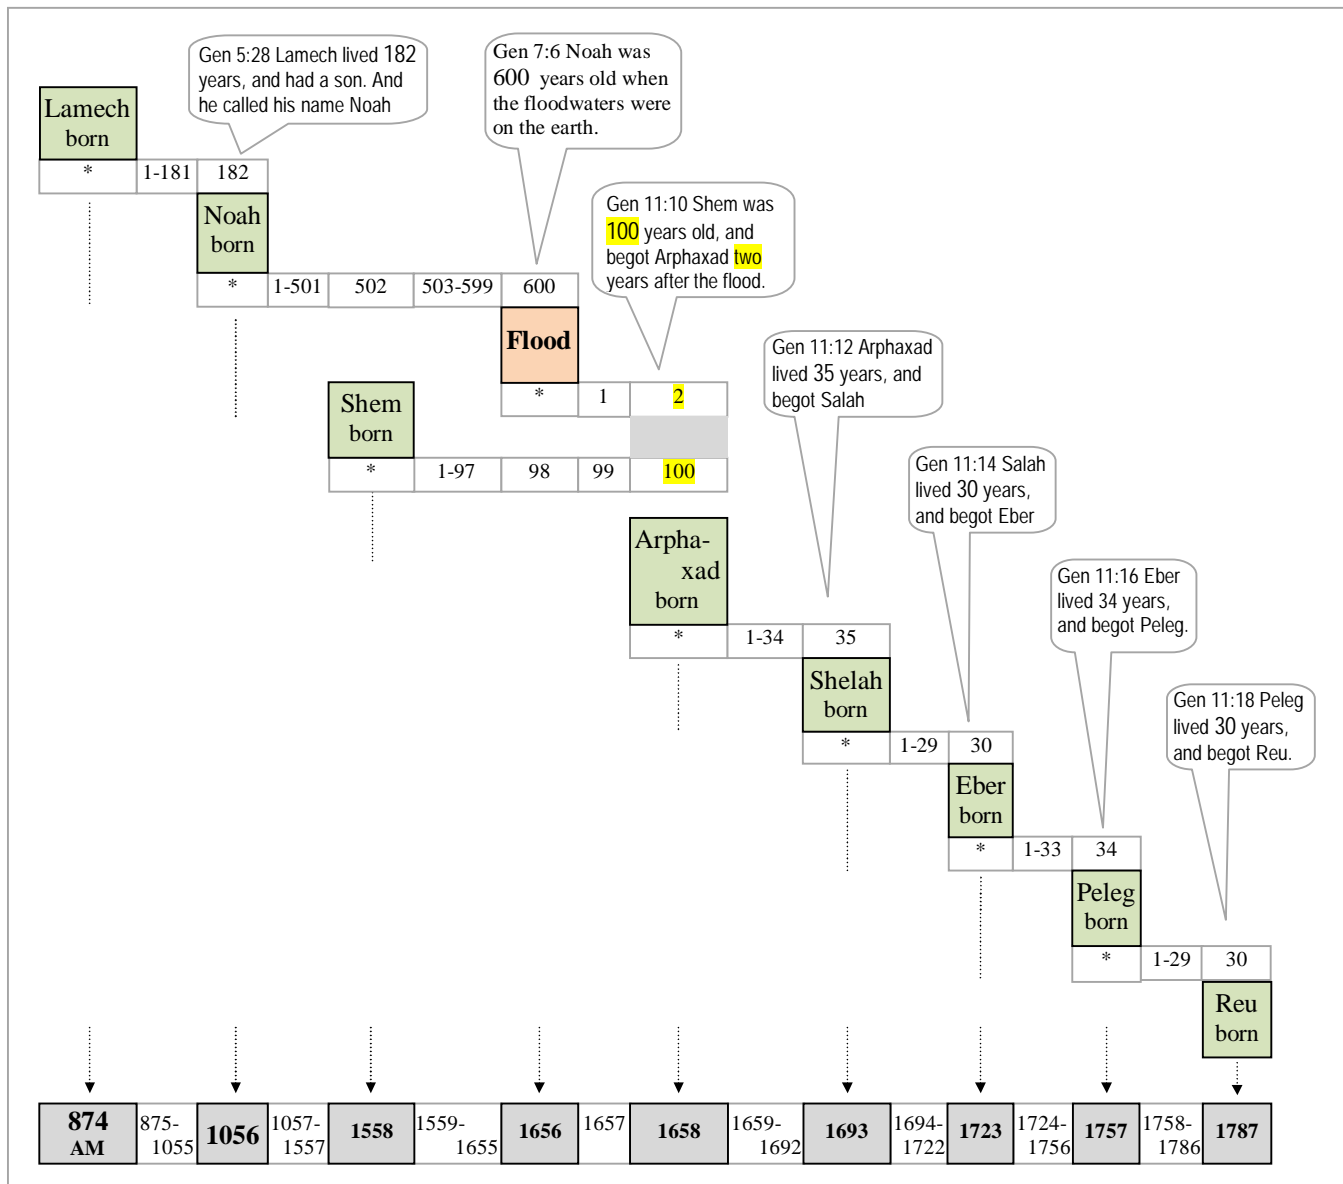 Gen 5:28 Lamech lived 182
years, and had a son. And
he called his name Noah
Gen 7:6 Noah was
600 years old when
the floodwaters were
on the earth.
Lamech
born
* 1-181 182
Noah
born
Gen 11:10 Shem was
100 years old, and
begot Arphaxad two
years after the flood.
* 1-501 502 503-599 600
Flood
* 1 2
Shem
born
* 1-97 98 99 100
Gen 11:12 Arphaxad
lived 35 years, and
begot Salah
Gen 11:14 Salah
lived 30 years,
and begot Eber
Arpha-
xad
born
* 1-34 35
Gen 11:16 Eber
lived 34 years,
and begot Peleg.
Shelah
born
* 1-29 30
Gen 11:18 Peleg
lived 30 years,
and begot Reu.
Eber
born
* 1-33 34
Peleg
born
* 1-29 30
Reu
born
874
AM
875-
1055
1056
1057-
1557
1558
1559-
1655
1656
1657
1658
1659-
1692
1693
1694-
1722
1723
1724-
1756
1757
1758-
1786
1787